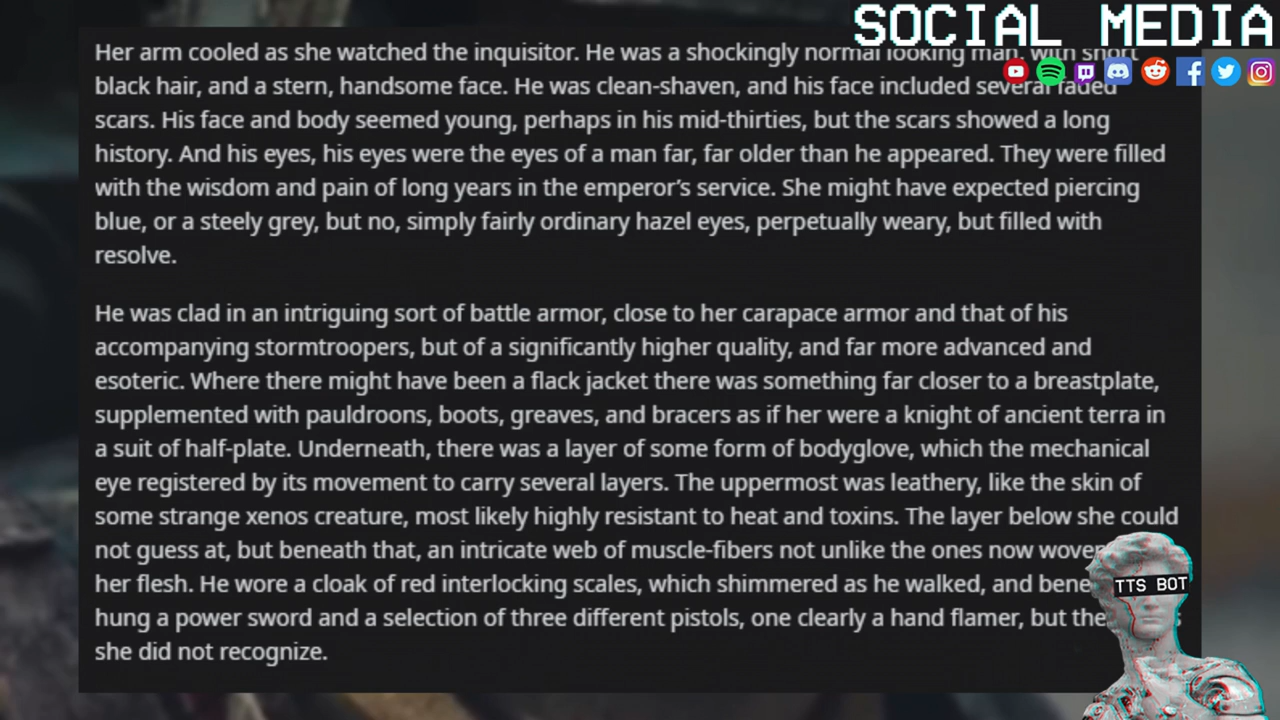 SOCIAL MEDIA
Her arm cooled as she watched the inquisitor. He was a shockingly normal looking man, with short
black hair, and a stern, handsome face. He was clean-shaven, and his face included several faded
scars. His face and body seemed young, perhaps in his mid-thirties, but the scars showed a long
history. And his eyes, his eyes were the eyes of a man far, far older than he appeared. They were filled
with the wisdom and pain of long years in the emperor’s service. She might have expected piercing
blue, or a steely grey, but no, simply fairly ordinary hazel eyes, perpetually weary, but filled with
resolve.
He was clad in an intriguing sort of battle armor, close to her carapace armor and that of his
accompanying stormtroopers, but of a significantly higher quality, and far more advanced and
esoteric. Where there might have been a flack jacket there was something far closer to a breastplate,
supplemented with pauldroons, boots, greaves, and bracers as if her were a knight of ancient terra in
a suit of half-plate. Underneath, there was a layer of some form of bodyglove, which the mechanical
eye registered by its movement to carry several layers. The uppermost was leathery, like the skin of
some strange xenos creature, most likely highly resistant to heat and toxins. The layer below she could
not guess at, but beneath that, an intricate web of muscle-fibers not unlike the ones now
her flesh. He wore a cloak of red interlocking scales, which shimmered as he walked, and
hung a power sword and a selection of three different pistols, one clearly a hand flamer, but
she did not recognize.
TTS BOT